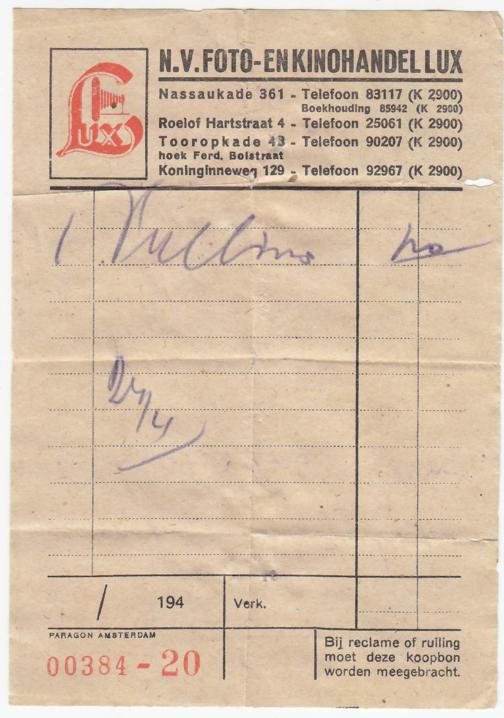 Lux
N.V. FOTO-EN KINOHANDEL LUX
Nassaukade 361 - Telefoon 83117 (K 2900)
Boekhouding 85942 (K 2900)
Roelof Hartstraat 4 - Telefoon 25061 (K 2900)
Tooropkade 43 - Telefoon 90207 (K 2900)
hoek Ferd. Bolstraat
Koninginneweg 129 - Telefoon 92967 (K 2900)
1
24/4
/ 194 Verk.
PARAGON AMSTERDAM
00384 - 20
Bij reclame of ruiling
moet deze koopbon
worden meegebracht.